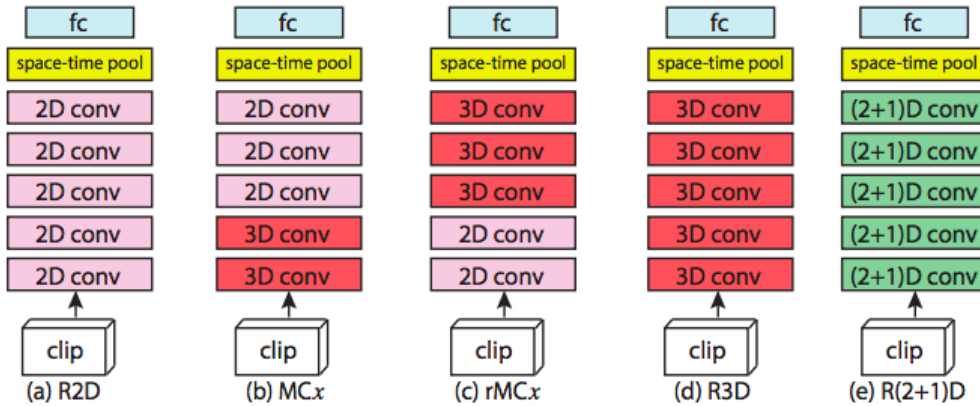 fc fc fc fc fc
space-time pool space-time pool space-time pool space-time pool space-time pool
2D conv 2D conv 3D conv 3D conv (2+1)D conv
2D conv 2D conv 3D conv 3D conv (2+1)D conv
2D conv 2D conv 3D conv 3D conv (2+1)D conv
2D conv 3D conv 2D conv 3D conv (2+1)D conv
2D conv 3D conv 2D conv 3D conv (2+1)D conv
clip clip clip clip clip
(a) R2D (b) MCx (c) rMCx (d) R3D (e) R(2+1)D